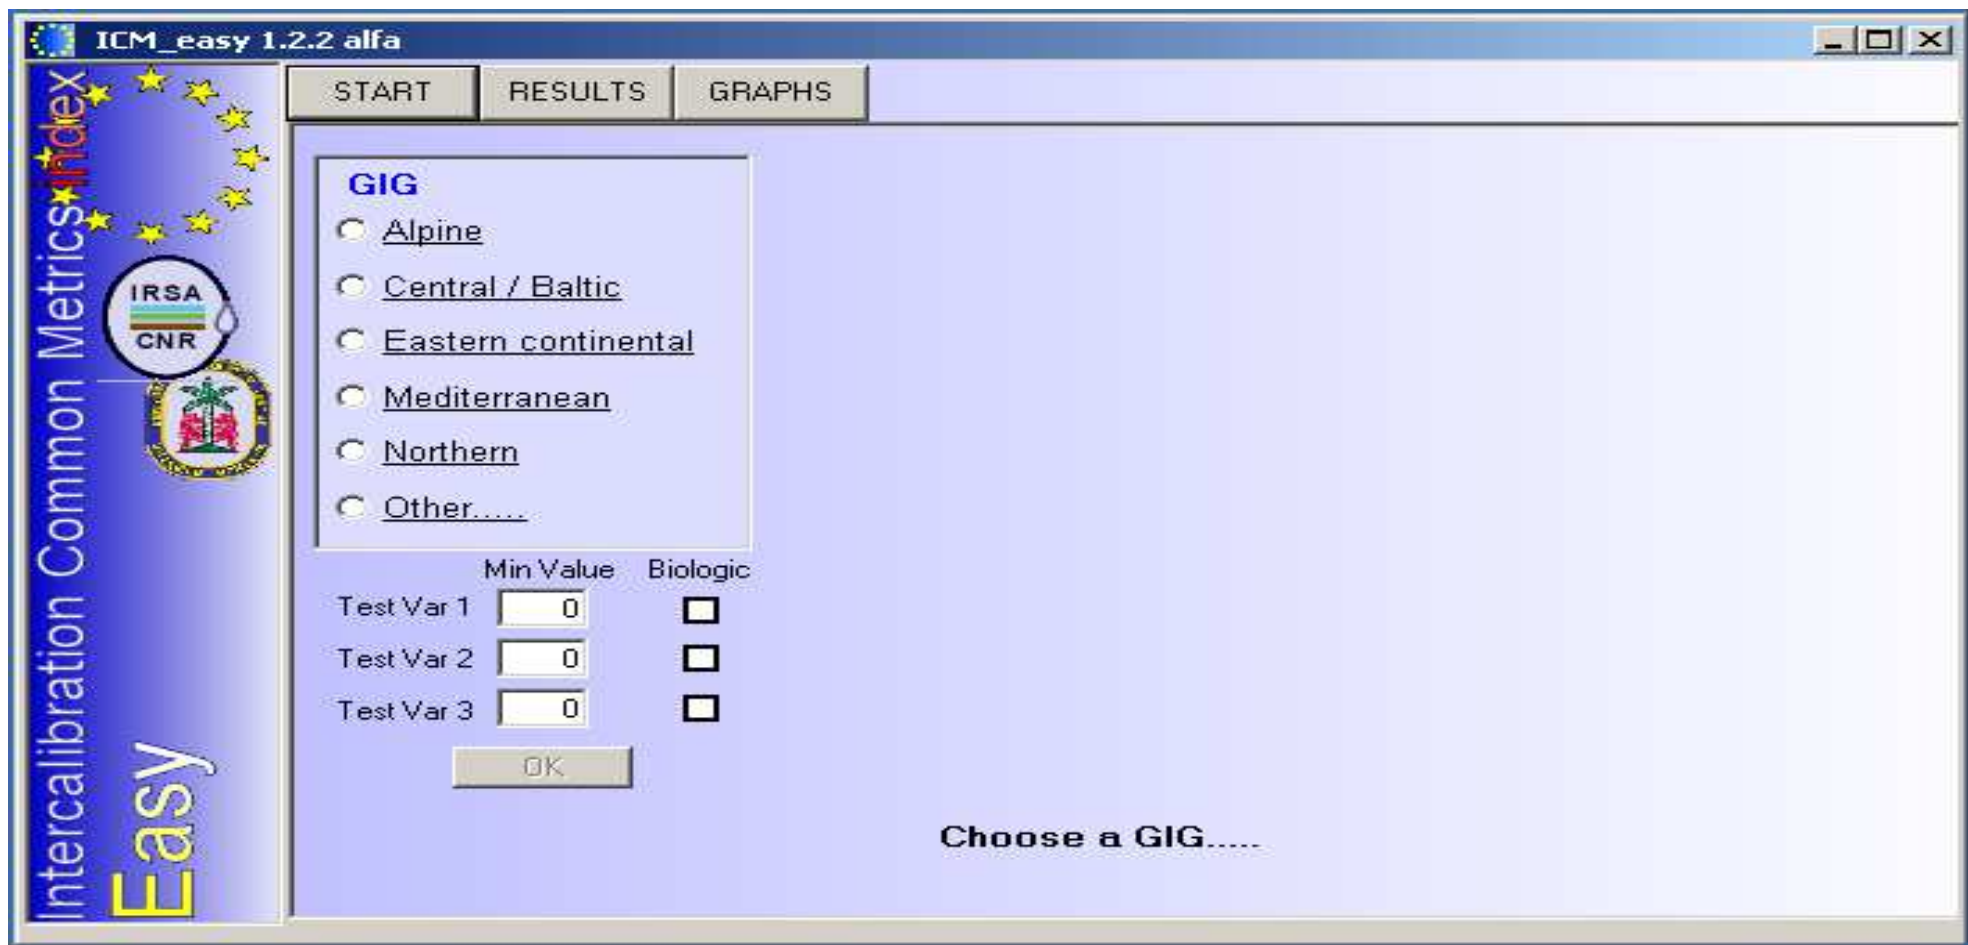 ICM_easy 1.2.2 alfa
START RESULTS GRAPHS
Intercalibration Common Metrics index
Easy
IRSA
CNR
GIG
Alpine
Central / Baltic
Eastern continental
Mediterranean
Northern
Other.....
Min Value Biologic
Test Var 1 0
Test Var 2 0
Test Var 3 0
OK
Choose a GIG.....